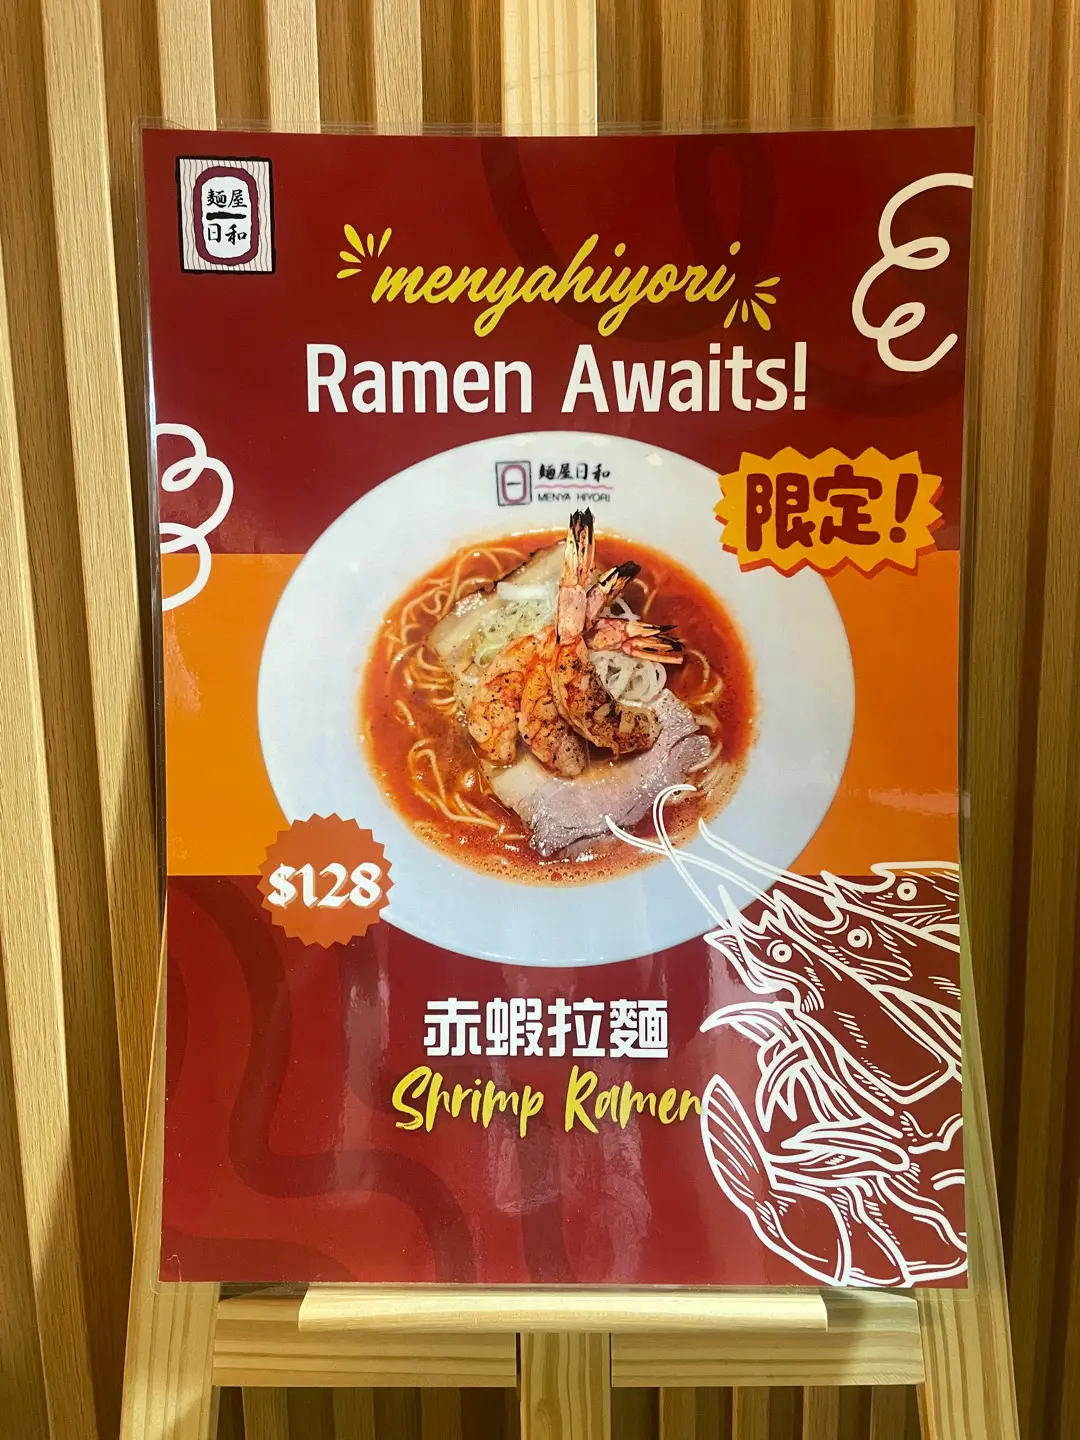 麵屋
日和
menyahiyori
Ramen Awaits!
麵屋日和
MENYA HIYORI
限定!
$128
赤蝦拉麵
Shrimp Ramen